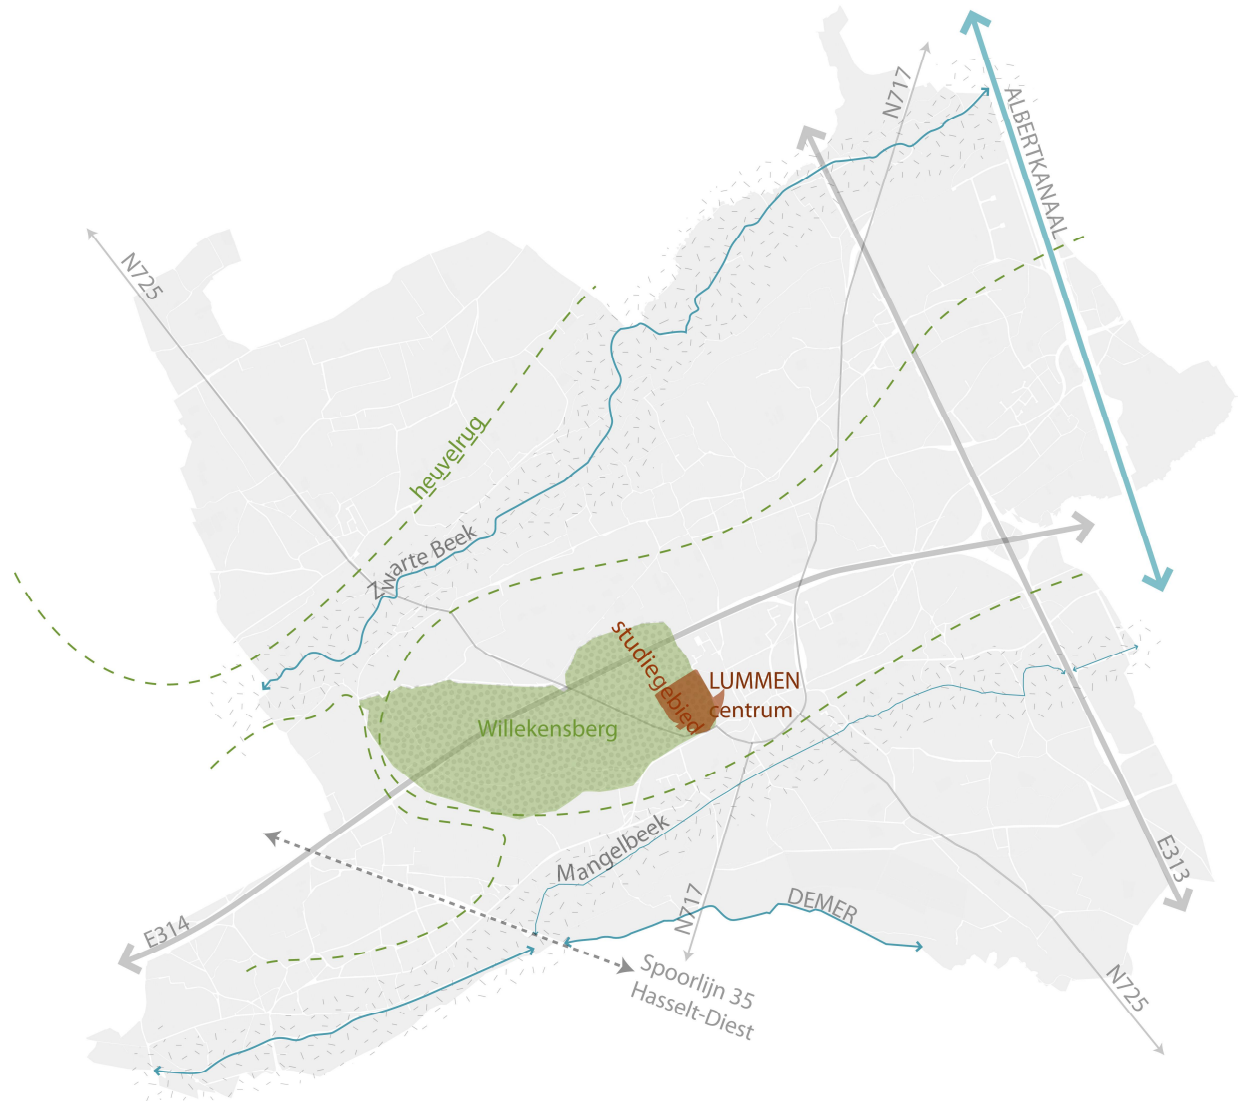 N717
ALBERTKANAAL
N725
heuvelrug
Zwarte Beek
studiegebied
LUMMEN
centrum
Willekensberg
Mangelbeek
E313
DEMER
N717
E314
Spoorlijn 35
Hasselt-Diest
N725